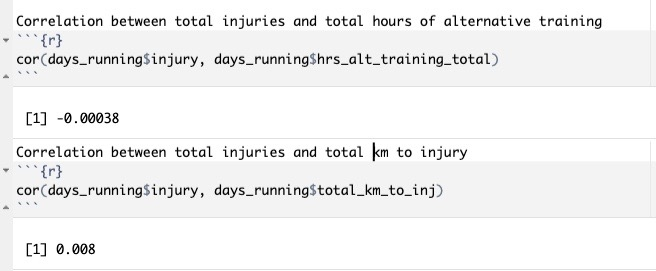 Correlation between total injuries and total hours of alternative training
```{r}
cor(days_running$injury, days_running$hrs_alt_training_total)
```
[1] -0.00038
Correlation between total injuries and total km to injury
```{r}
cor(days_running$injury, days_running$total_km_to_inj)
```
[1] 0.008